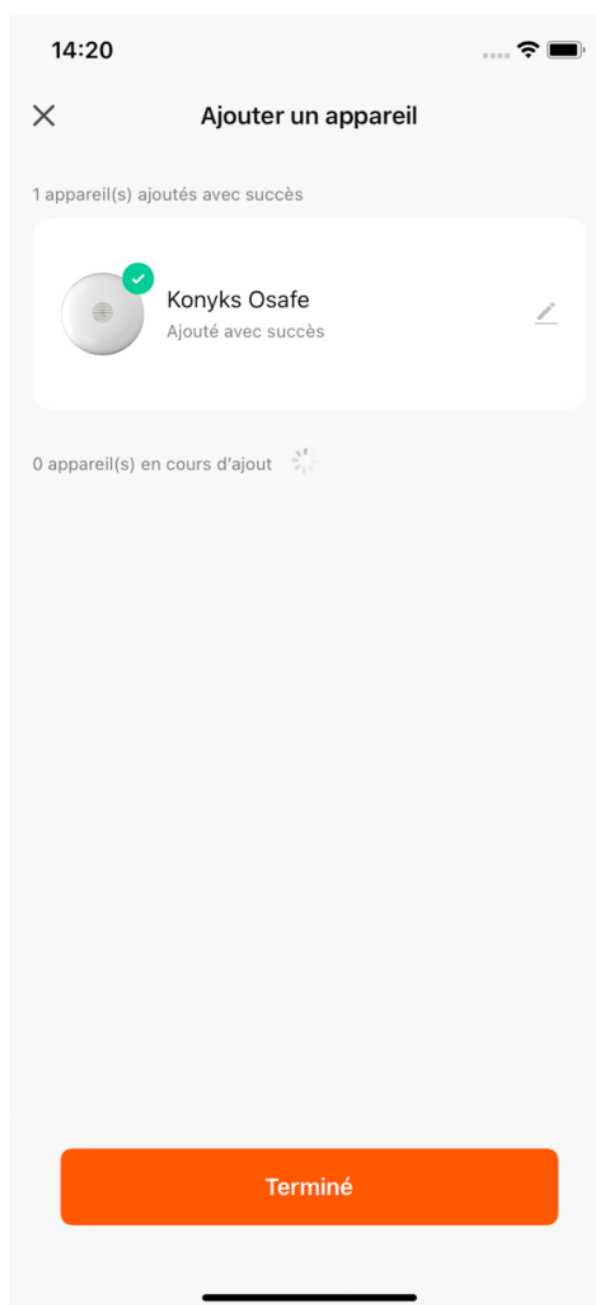 14:20
Ajouter un appareil
1 appareil(s) ajoutés avec succès
Konyks Osafe
Ajouté avec succès
0 appareil(s) en cours d'ajout
Terminé